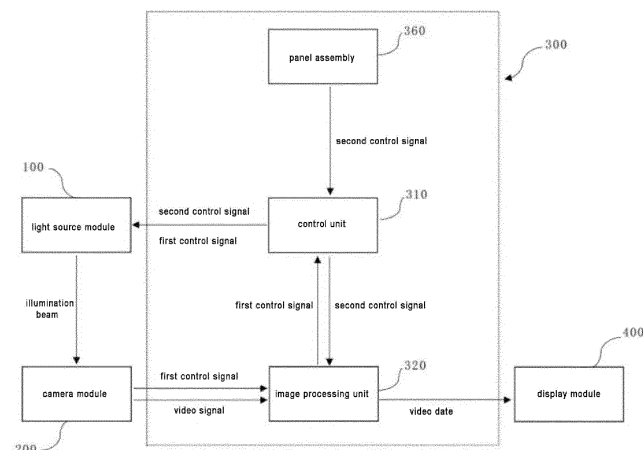 360
panel assembly
300
second control signal
100
310
second control signal
light source module
control unit
first control signal
illumination
beam
first control signal
second control signal
400
320
first control signal
camera module
image processing unit
display module
video signal
video date
200